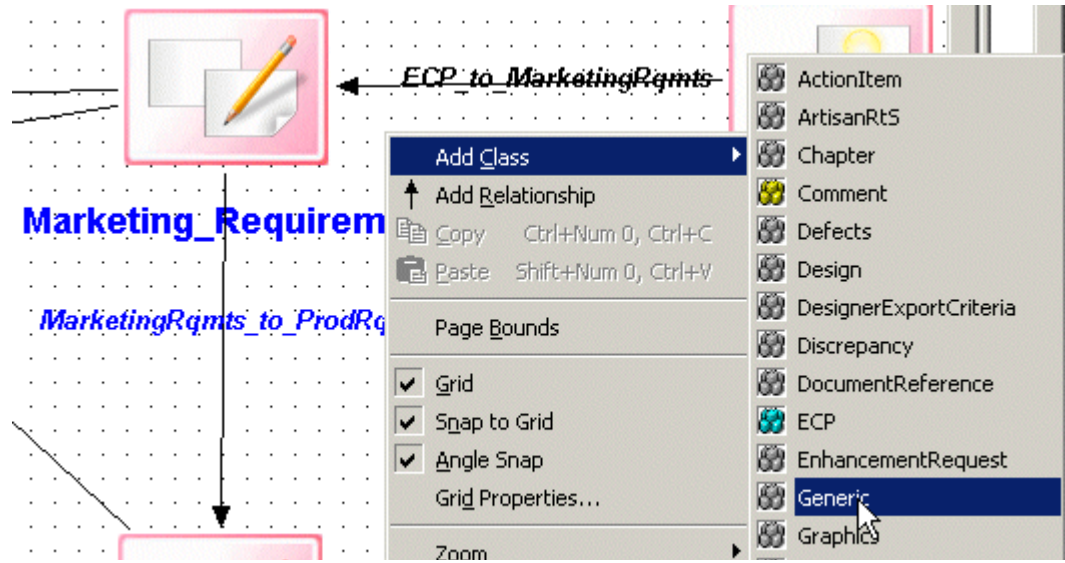 ECP_to_MarketingRqmts
Marketing_Requirem
MarketingRqmts_to_ProdRq
Add Class
Add Relationship
Copy Ctrl+Num 0, Ctrl+C
Paste Shift+Num 0, Ctrl+V
Page Bounds
Grid
Snap to Grid
Angle Snap
Grid Properties...
Zoom
ActionItem
ArtisanRtS
Chapter
Comment
Defects
Design
DesignerExportCriteria
Discrepancy
DocumentReference
ECP
EnhancementRequest
Generic
Graphics